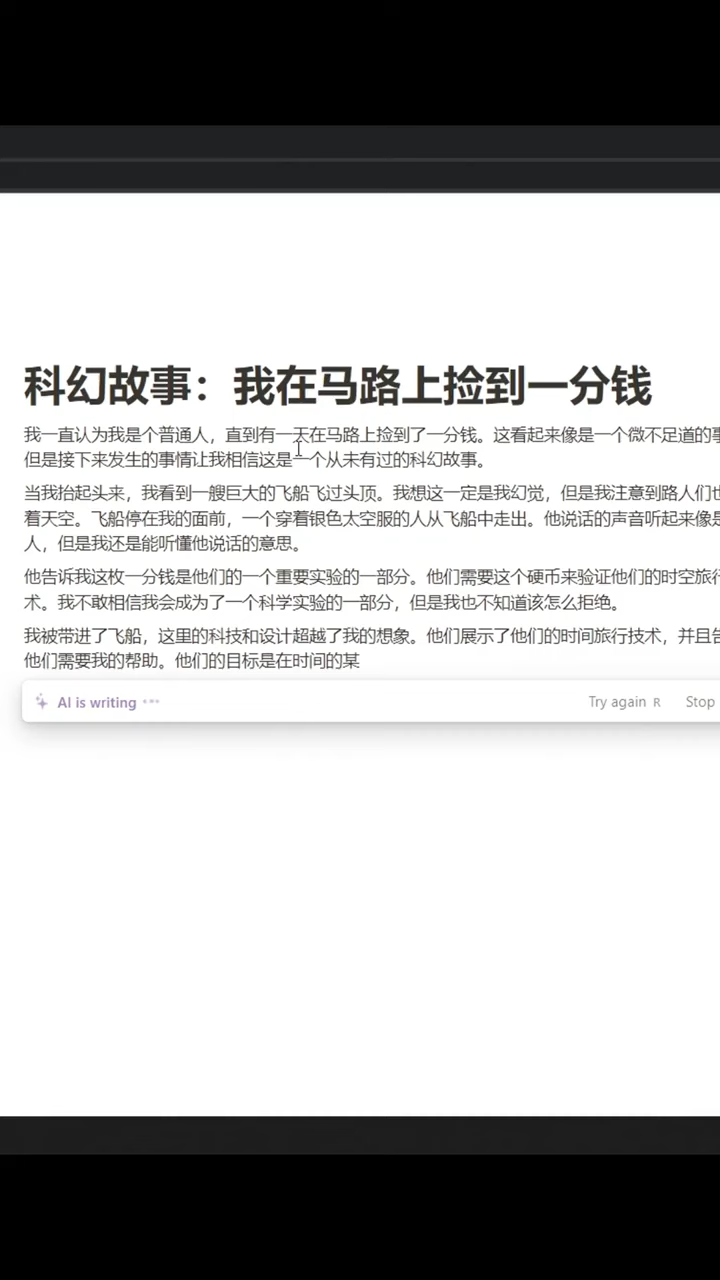 科幻故事：我在马路上捡到一分钱
我一直认为我是个普通人，直到有一天在马路上捡到了一分钱。这看起来像是一个微不足道的事
但是接下来发生的事情让我相信这是一个从未有过的科幻故事。
当我抬起头来，我看到一艘巨大的飞船飞过头顶。我想这一定是我幻觉，但是我注意到路人们也
着天空。飞船停在我的面前，一个穿着银色太空服的人从飞船中走出。他说话的声音听起来像是
人，但是我还是能听懂他说话的意思。
他告诉我这枚一分钱是他们的一个重要实验的一部分。他们需要这个硬币来验证他们的时空旅行
术。我不敢相信我会成为了一个科学实验的一部分，但是我也不知道该怎么拒绝。
我被带进了飞船，这里的科技和设计超越了我的想象。他们展示了他们的时间旅行技术，并且告
他们需要我的帮助。他们的目标是在时间的某
AI is writing
Try again R Stop